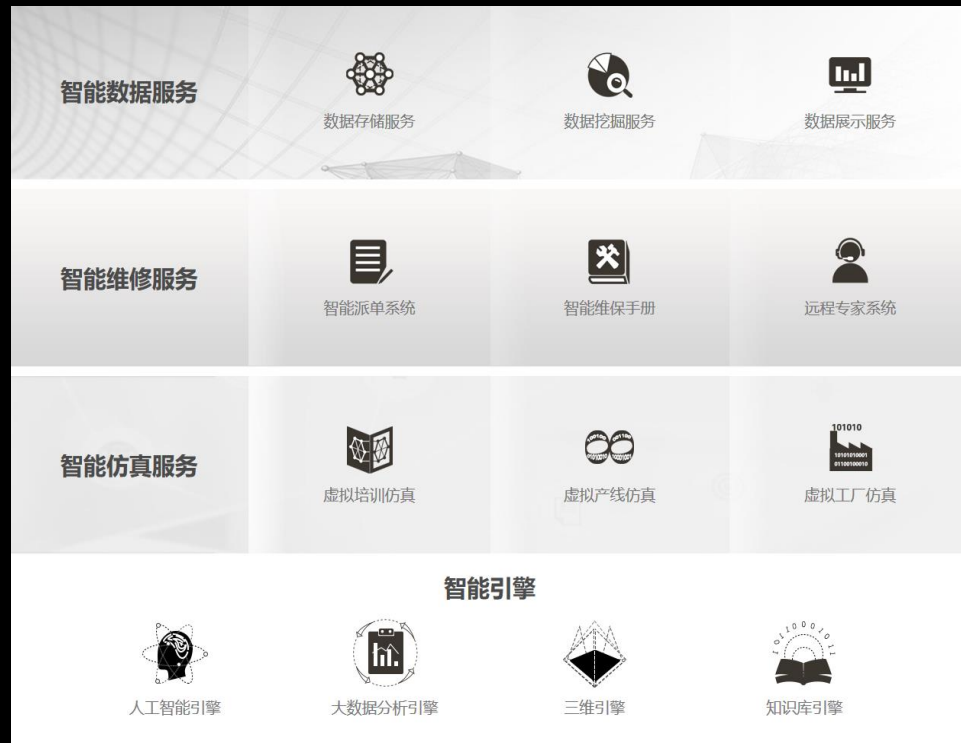 智能数据服务
数据存储服务
数据挖掘服务
数据展示服务
智能维修服务
智能派单系统
智能维保手册
远程专家系统
智能仿真服务
虚拟培训仿真
虚拟产线仿真
101010
10101010001
01100100010
虚拟工厂仿真
智能引擎
人工智能引擎
大数据分析引擎
三维引擎
知识库引擎